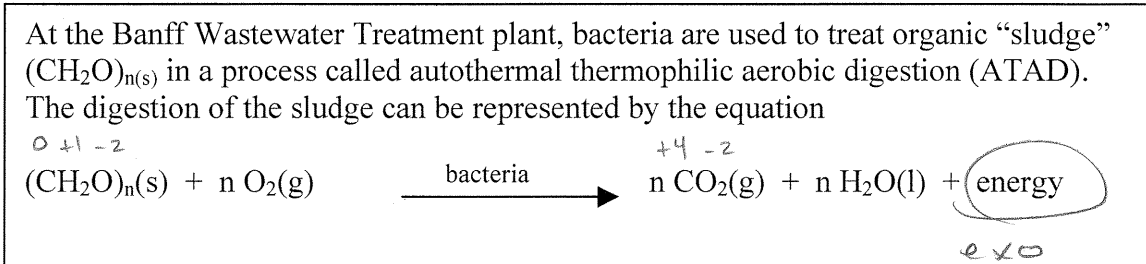 At the Banff Wastewater Treatment plant, bacteria are used to treat organic “sludge”
(CH₂O)ₙ₍ₛ₎ in a process called autothermal thermophilic aerobic digestion (ATAD).
The digestion of the sludge can be represented by the equation
0 +1 -2 +4 -2
(CH₂O)ₙ(s) + n O₂(g) bacteria n CO₂(g) + n H₂O(l) + energy
exo